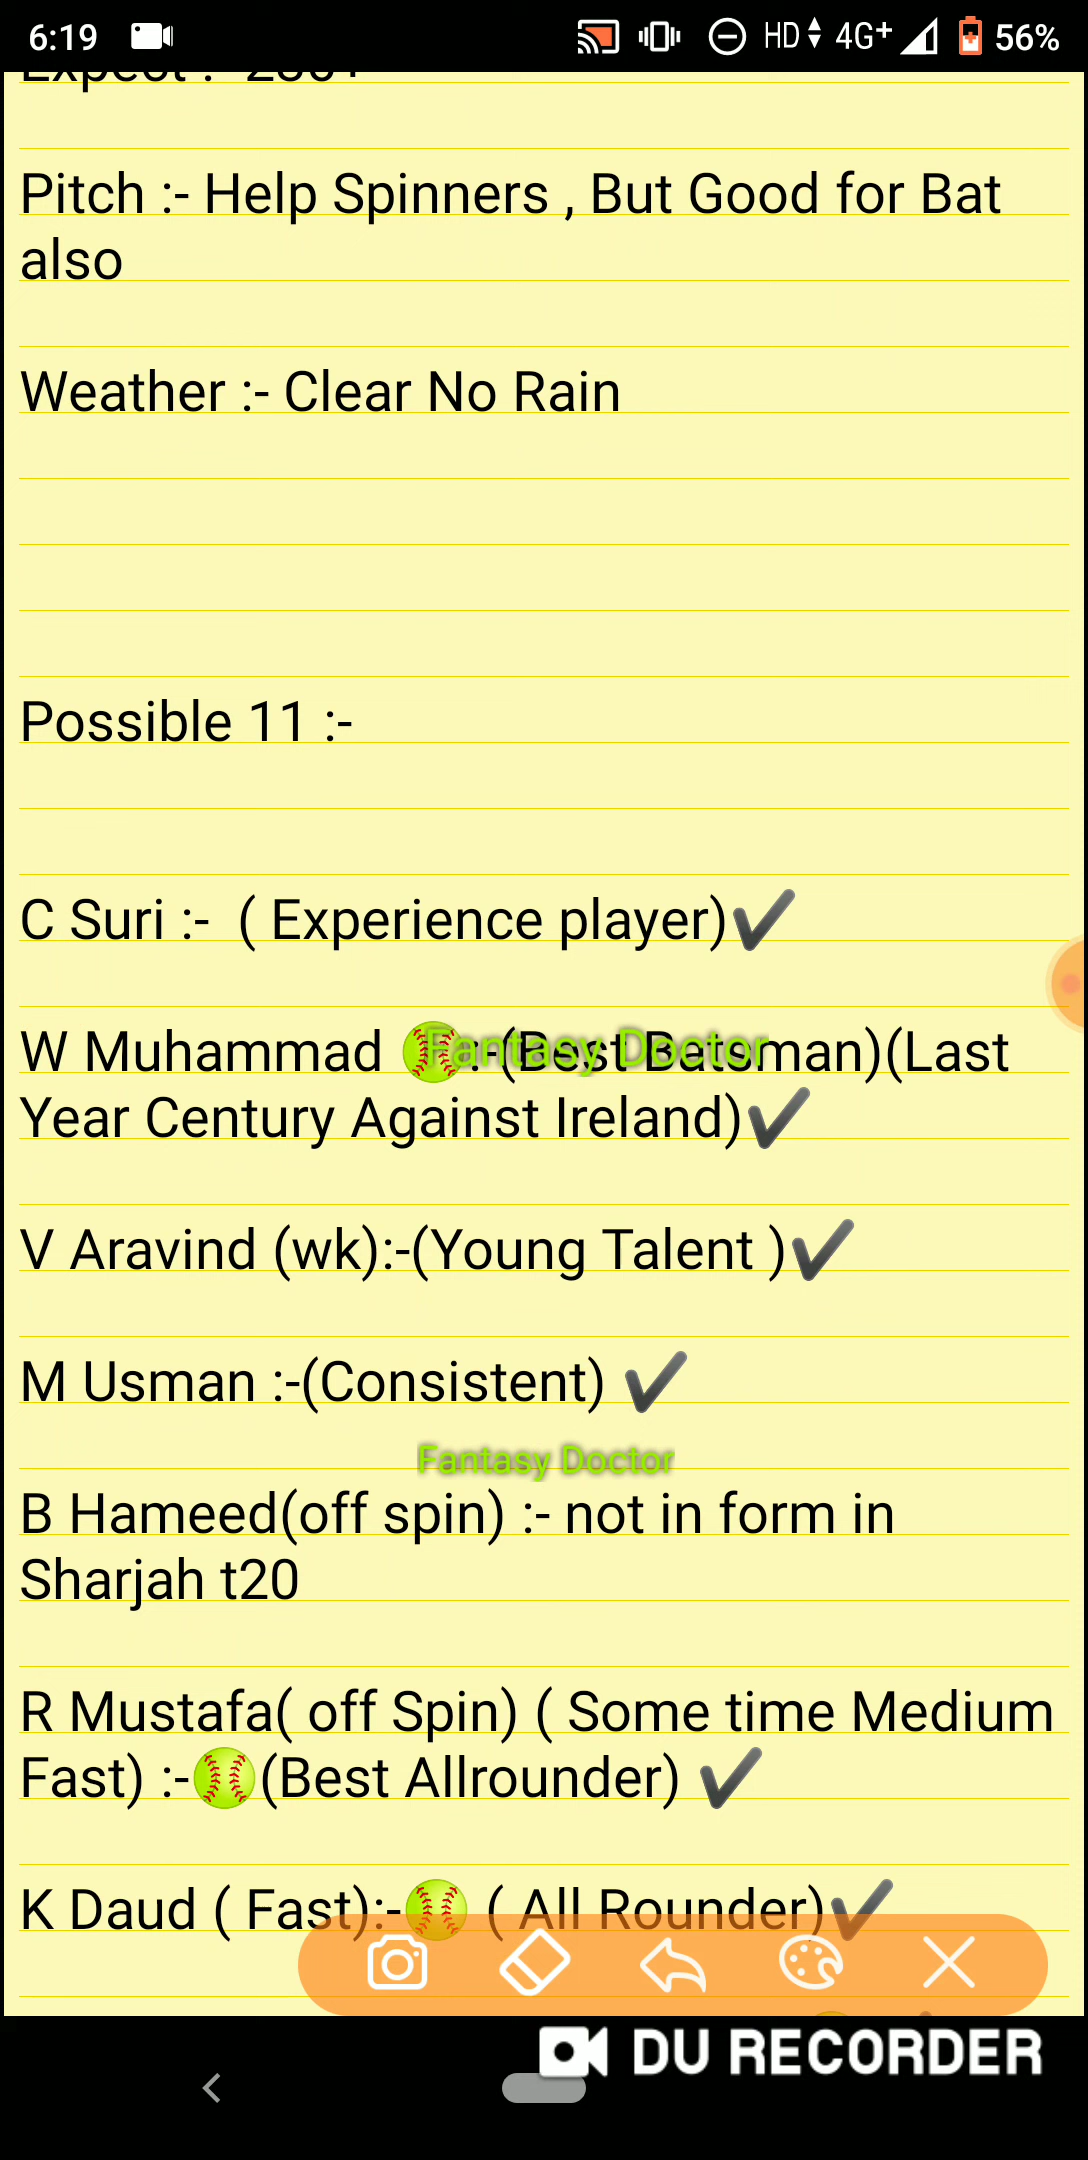 6:19 HD 4G+ 56%
Pitch :- Help Spinners , But Good for Bat
also
Weather :- Clear No Rain
Possible 11 :-
C Suri :-  ( Experience player)✔
W Muhammad 🥎:-(Best Batsman)(Last
Fantasy Doctor
Year Century Against Ireland)✔
V Aravind (wk):-(Young Talent )✔
M Usman :-(Consistent) ✔
Fantasy Doctor
B Hameed(off spin) :- not in form in
Sharjah t20
R Mustafa( off Spin) ( Some time Medium
Fast) :-🥎(Best Allrounder) ✔
K Daud ( Fast):-🥎 ( All Rounder)✔
DU RECORDER